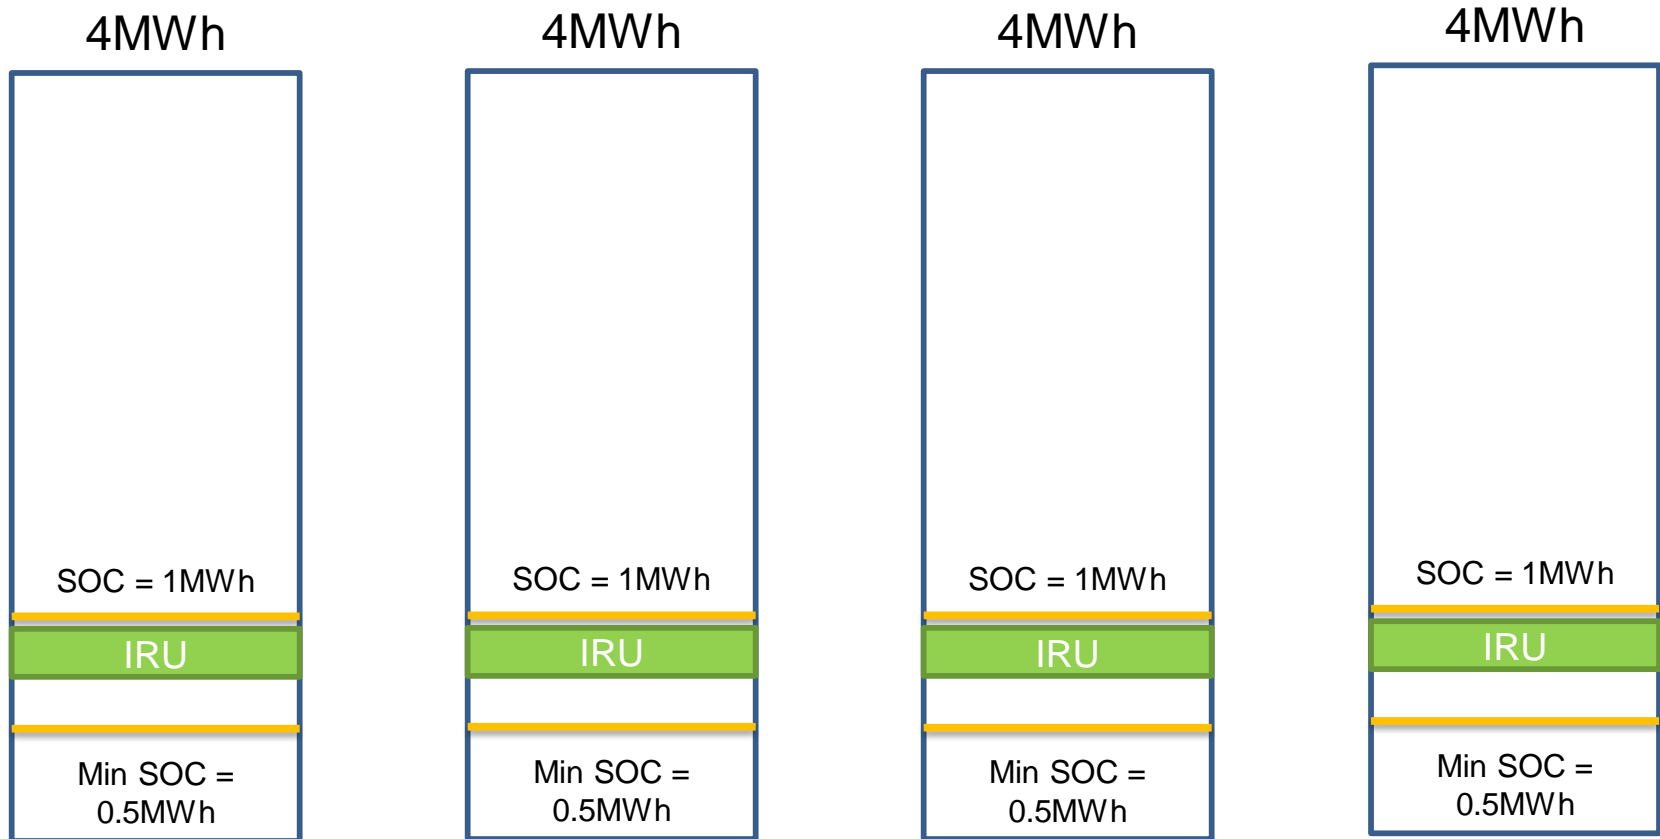 4MWh
4MWh
4MWh
4MWh
SOC = 1MWh
SOC = 1MWh
SOC = 1MWh
SOC = 1MWh
IRU
IRU
IRU
IRU
Min SOC =
0.5MWh
Min SOC =
0.5MWh
Min SOC =
0.5MWh
Min SOC =
0.5MWh